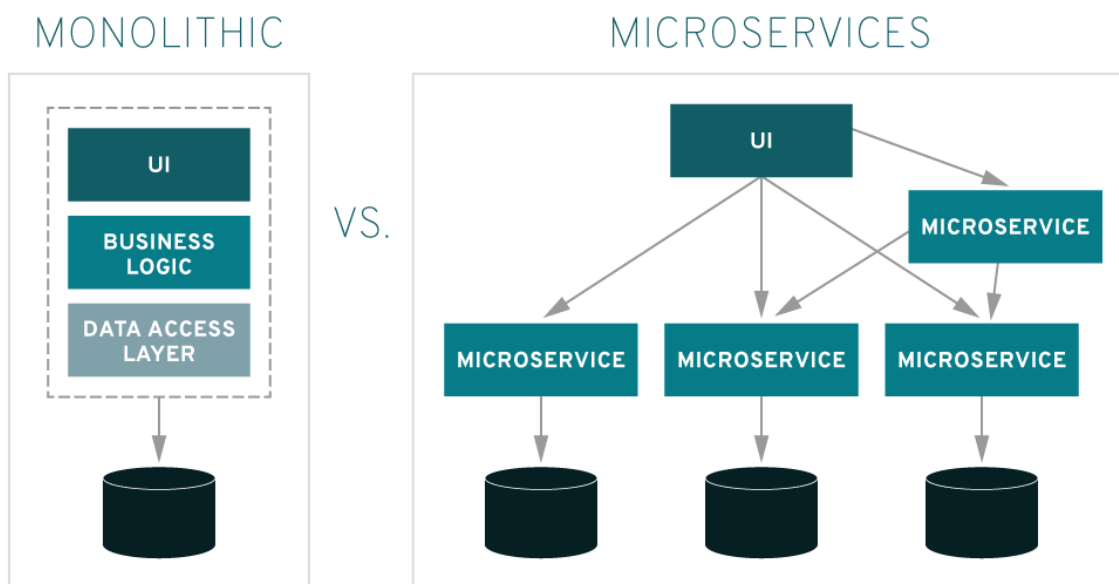 MONOLITHIC
UI
BUSINESS
LOGIC
DATA ACCESS
LAYER
VS.
MICROSERVICES
UI
MICROSERVICE
MICROSERVICE
MICROSERVICE
MICROSERVICE